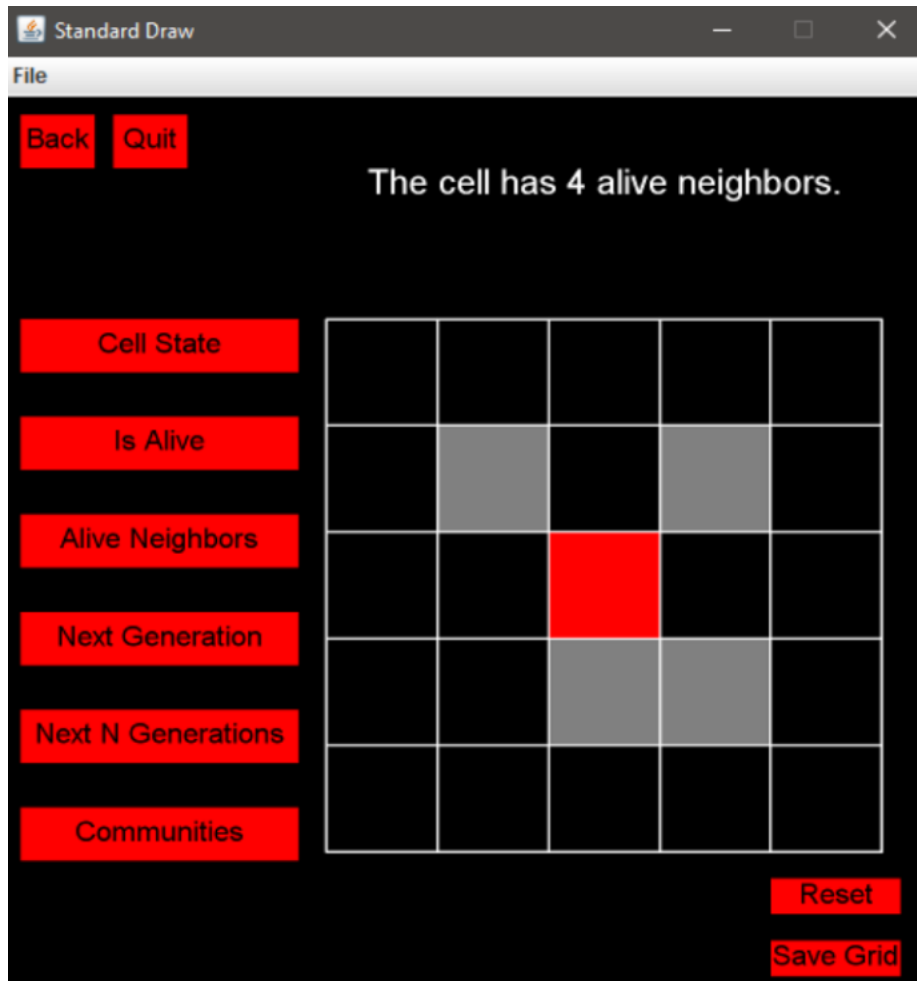 Standard Draw
File
Back Quit
The cell has 4 alive neighbors.
Cell State
Is Alive
Alive Neighbors
Next Generation
Next N Generations
Communities
Reset
Save Grid